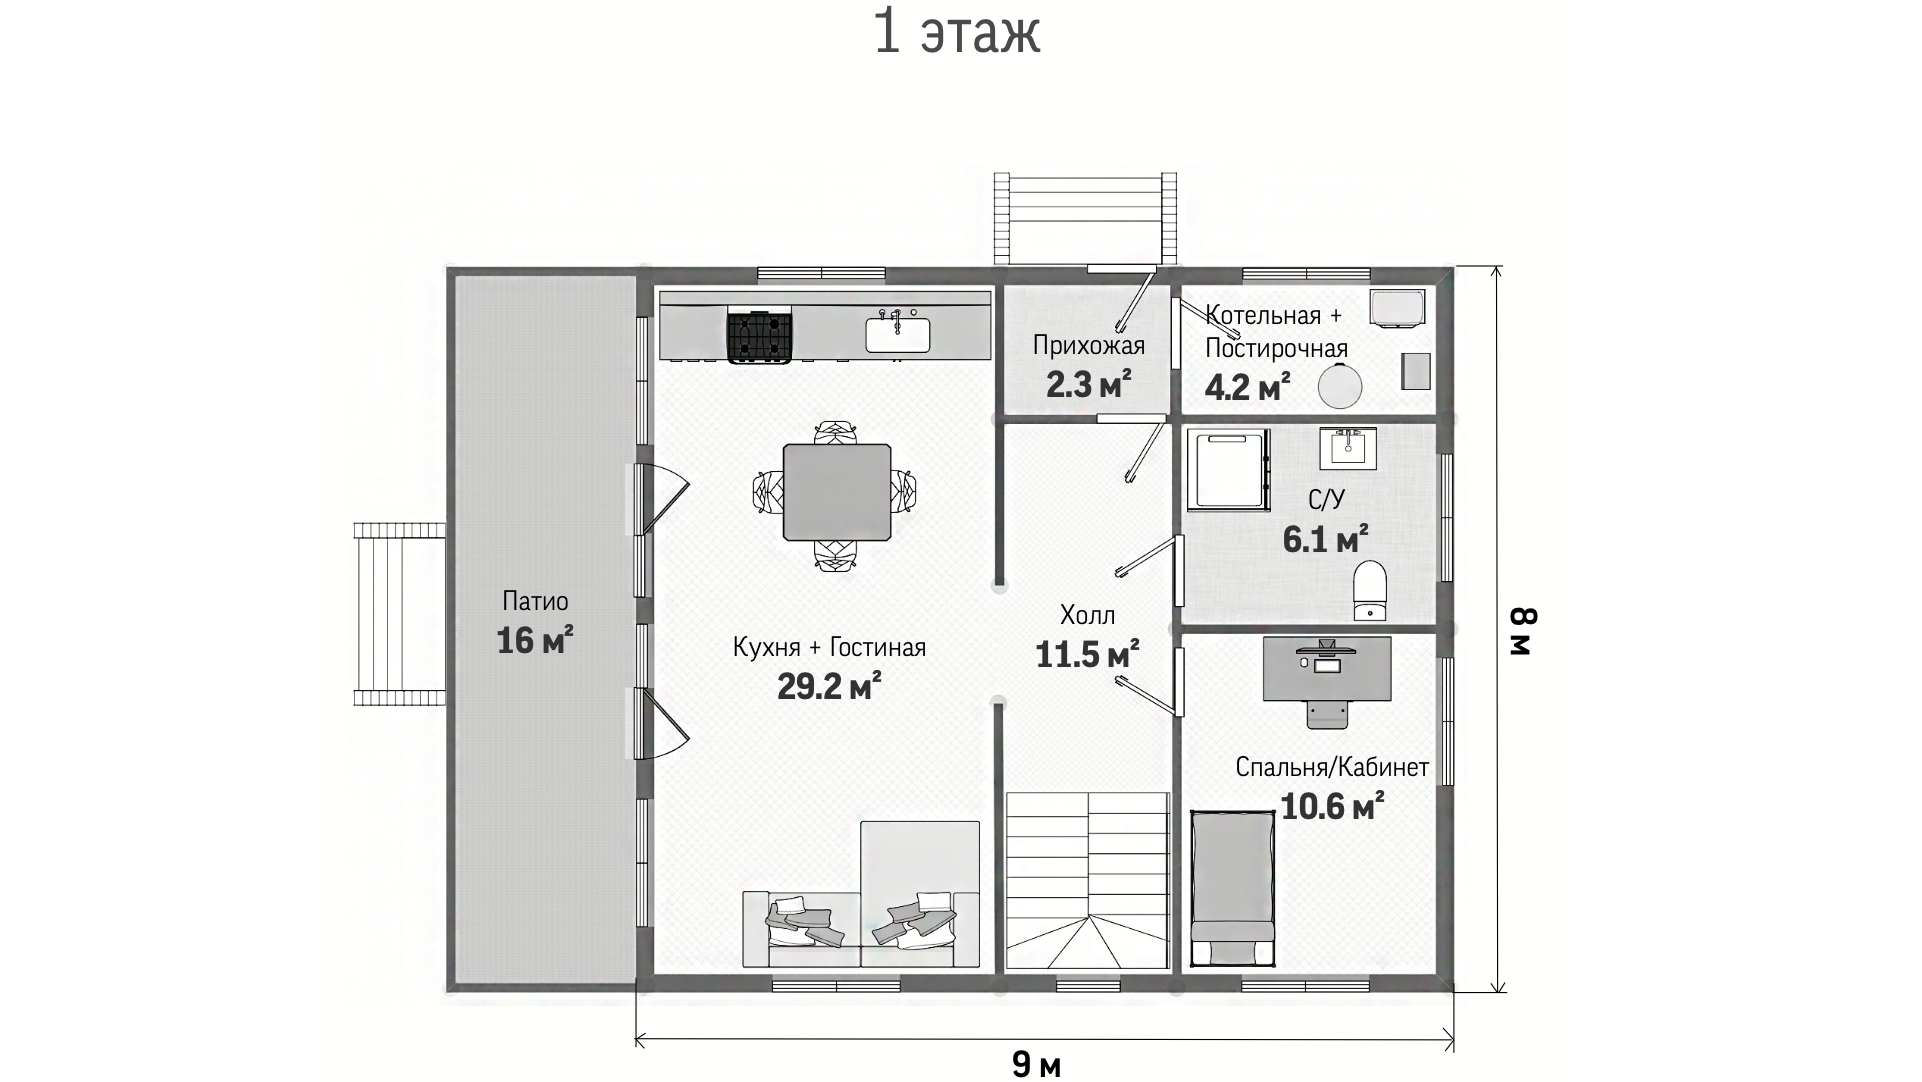 1 этаж
Прихожая
2.3 м²
Котельная +
Постирочная
4.2 м²
С/У
6.1 м²
Патио
16 м²
Кухня + Гостиная
29.2 м²
Холл
11.5 м²
8 м
Спальня/Кабинет
10.6 м²
9 м